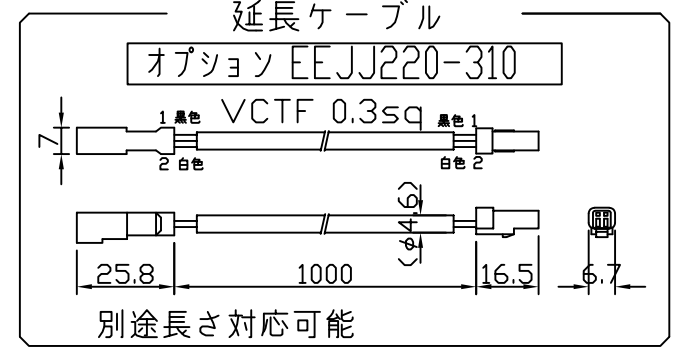 延長ケーブル
オプション EEJJ220-310
VCTF 0.3sq
1 黒色
黒色 1
7
2 白色
白色 2
(φ4.6)
25.8
1000
16.5
6.7
別途長さ対応可能